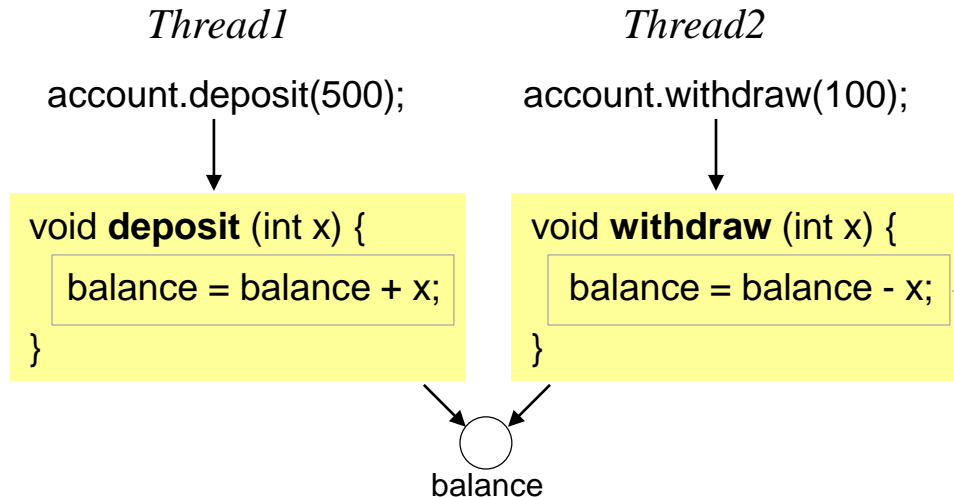 Thread1
account.deposit(500);
void deposit (int x) {
balance = balance + x;
}
Thread2
account.withdraw(100);
void withdraw (int x) {
balance = balance - x;
}
balance